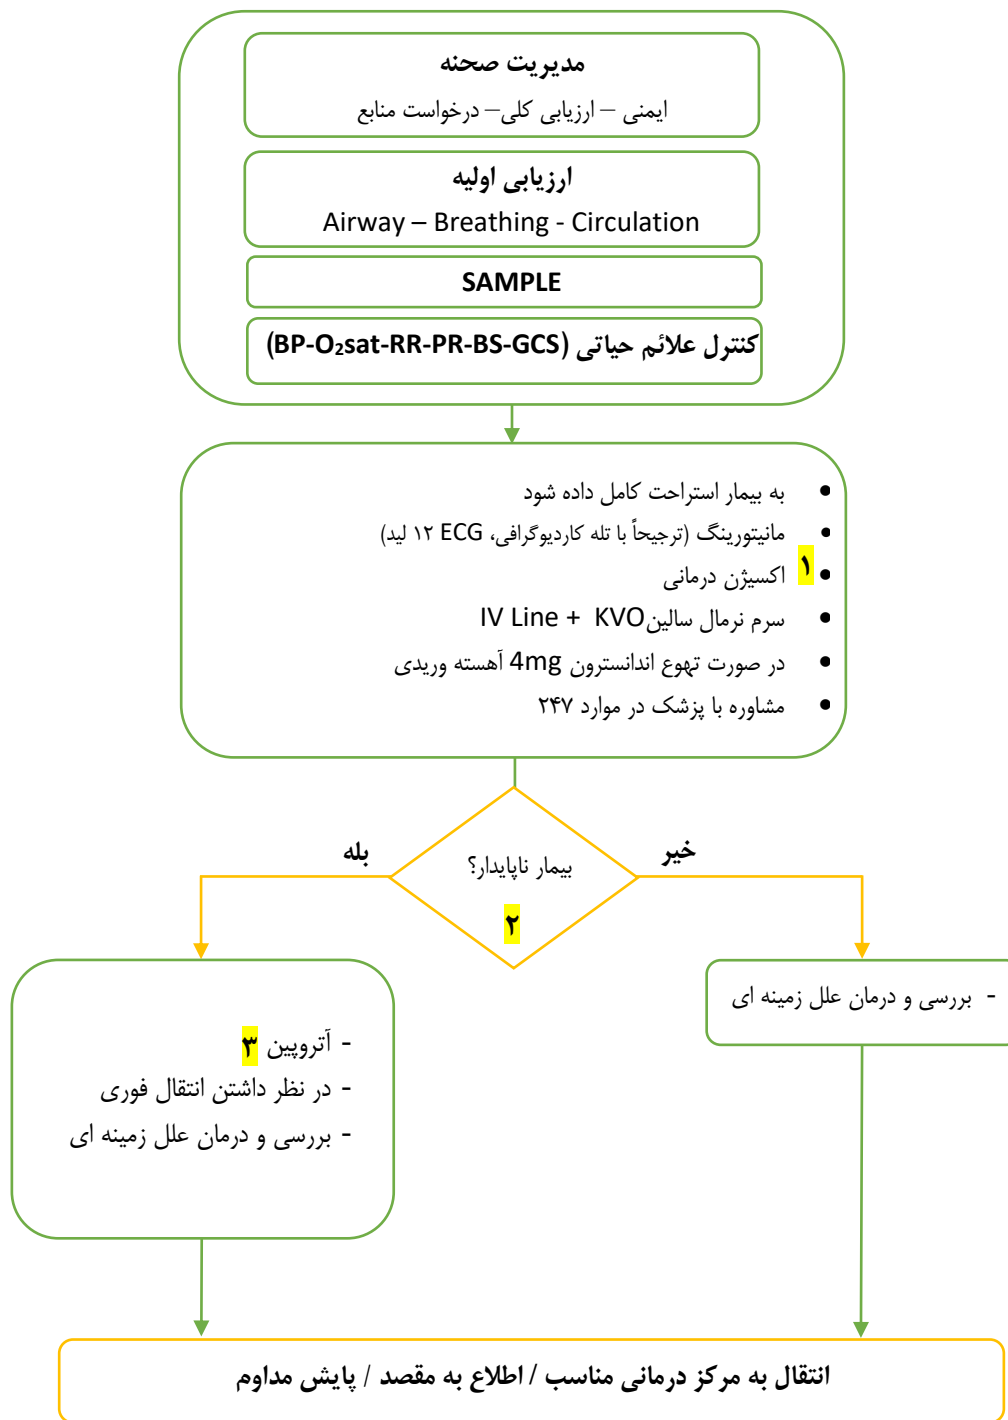 مدیریت صحنه
ایمنی – ارزیابی کلی – درخواست منابع
ارزیابی اولیه
Airway – Breathing - Circulation
SAMPLE
کنترل علائم حیاتی (BP-O₂sat-RR-PR-BS-GCS)
● به بیمار استراحت کامل داده شود
● مانیتورینگ (ترجیحاً با تله کاردیوگرافی، ECG ۱۲ لید)
● ۱ اکسیژن درمانی
● سرم نرمال سالین IV Line + KVO
● در صورت تهوع اندانسترون 4mg آهسته وریدی
● مشاوره با پزشک در موارد ۲۴۷
خیر
بله
بیمار ناپایدار؟
۲
- بررسی و درمان علل زمینه ای
- آتروپین ۳
- در نظر داشتن انتقال فوری
- بررسی و درمان علل زمینه ای
انتقال به مرکز درمانی مناسب / اطلاع به مقصد / پایش مداوم